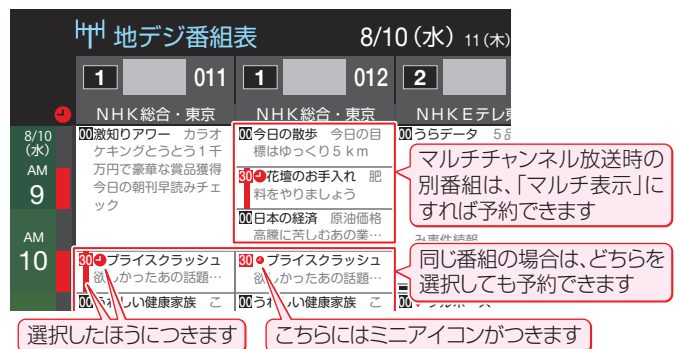 地デジ番組表
8/10(水) 11(木)
1 011 1 012 2
NHK総合・東京 NHK総合・東京 NHKEテレ
8/10
(水)
AM
9
AM
10
00激知りアワー カラオ
ケキングとうとう1千
万円で豪華な賞品獲得
今日の朝刊早読みチェ
ック
30プライスクラッシュ
欲しかったあの話題…
00うれしい健康家族 こ
00今日の散歩 今日の目
標はゆっくり5km
30花壇のお手入れ 肥
料をやりましょう
00日本の経済 原油価格
高騰に苦しむあの業…
30プライスクラッシュ
欲しかったあの話題…
00うれしい健康家族 こ
00うらデータ 5
マルチチャンネル放送時の
別番組は、「マルチ表示」に
すれば予約できます
み事件情報
同じ番組の場合は、どちらを
選択しても予約できます
選択したほうにつきます
こちらにはミニアイコンがつきます